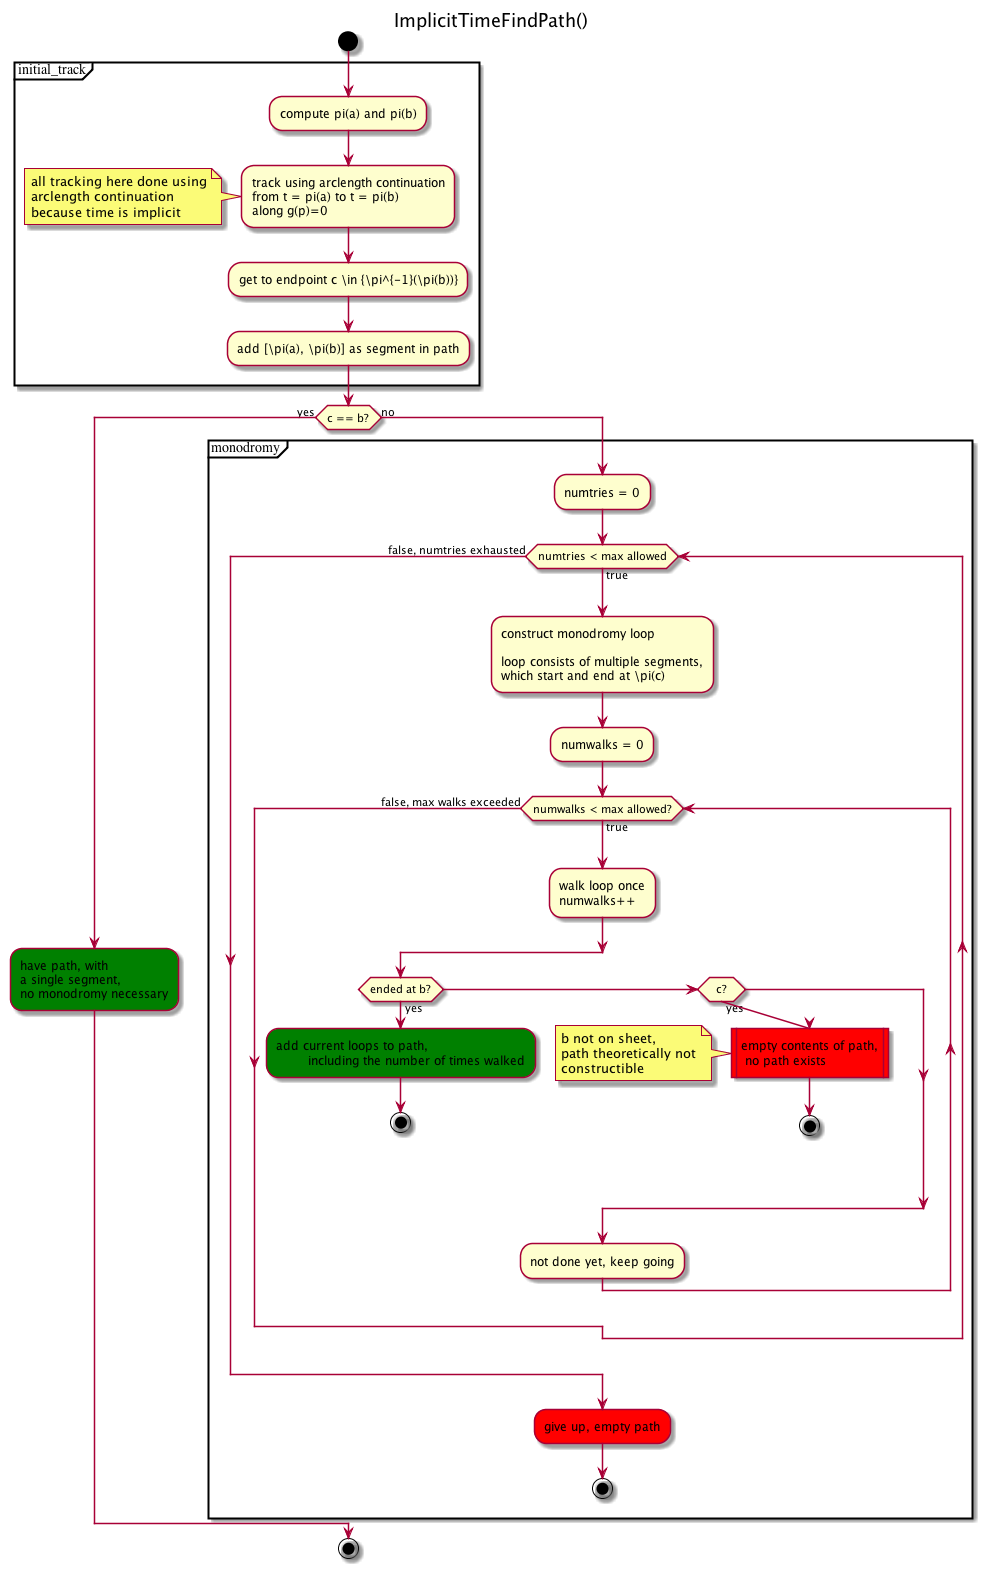 ImplicitTimeFindPath()
initial_track
compute pi(a) and pi(b)
all tracking here done using
arclength continuation
because time is implicit
track using arclength continuation
from t = pi(a) to t = pi(b)
along g(p)=0
get to endpoint c \in {\pi^{-1}(\pi(b))}
add [\pi(a), \pi(b)] as segment in path
yes
c == b?
no
monodromy
numtries = 0
false, numtries exhausted
numtries < max allowed
true
construct monodromy loop
loop consists of multiple segments,
which start and end at \pi(c)
numwalks = 0
false, max walks exceeded
numwalks < max allowed?
true
walk loop once
numwalks++
have path, with
a single segment,
no monodromy necessary
ended at b?
yes
c?
yes
add current loops to path,
including the number of times walked
b not on sheet,
path theoretically not
constructible
empty contents of path,
no path exists
not done yet, keep going
give up, empty path